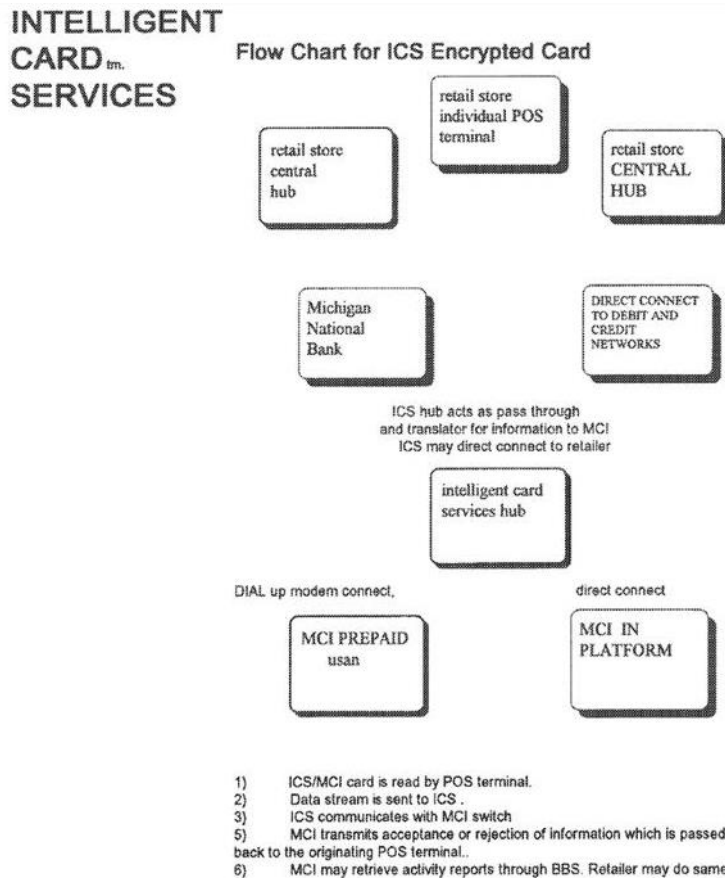 INTELLIGENT
CARD tm.
SERVICES
Flow Chart for ICS Encrypted Card
retail store
individual POS
terminal
retail store
central
hub
retail store
CENTRAL
HUB
Michigan
National
Bank
DIRECT CONNECT
TO DEBIT AND
CREDIT
NETWORKS
ICS hub acts as pass through
and translator for information to MCI
ICS may direct connect to retailer
intelligent card
services hub
DIAL up modem connect,
direct connect
MCI PREPAID
usan
MCI IN
PLATFORM
1) ICS/MCI card is read by POS terminal.
2) Data stream is sent to ICS .
3) ICS communicates with MCI switch
5) MCI transmits acceptance or rejection of information which is passed
back to the originating POS terminal..
6) MCI may retrieve activity reports through BBS. Retailer may do same